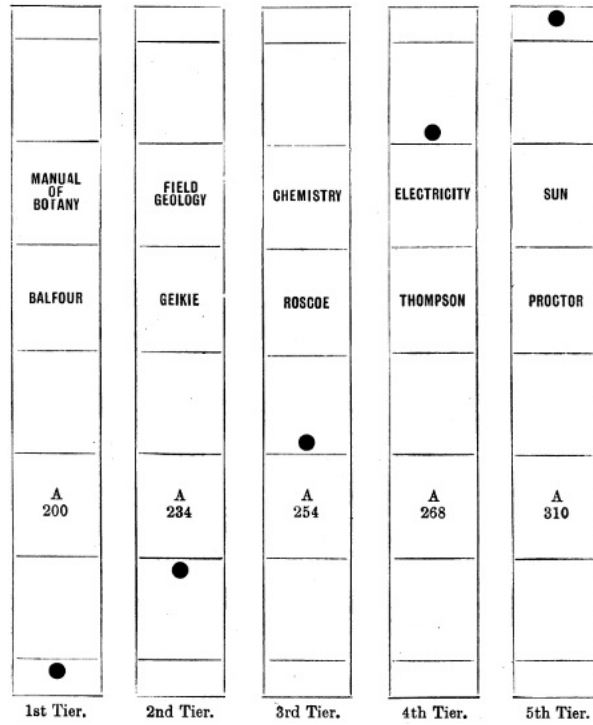 MANUAL
OF
BOTANY
FIELD
GEOLOGY
CHEMISTRY
ELECTRICITY
SUN
BALFOUR
GEIKIE
ROSCOE
THOMPSON
PROCTOR
A
200
A
234
A
254
A
268
A
310
1st Tier.
2nd Tier.
3rd Tier.
4th Tier.
5th Tier.